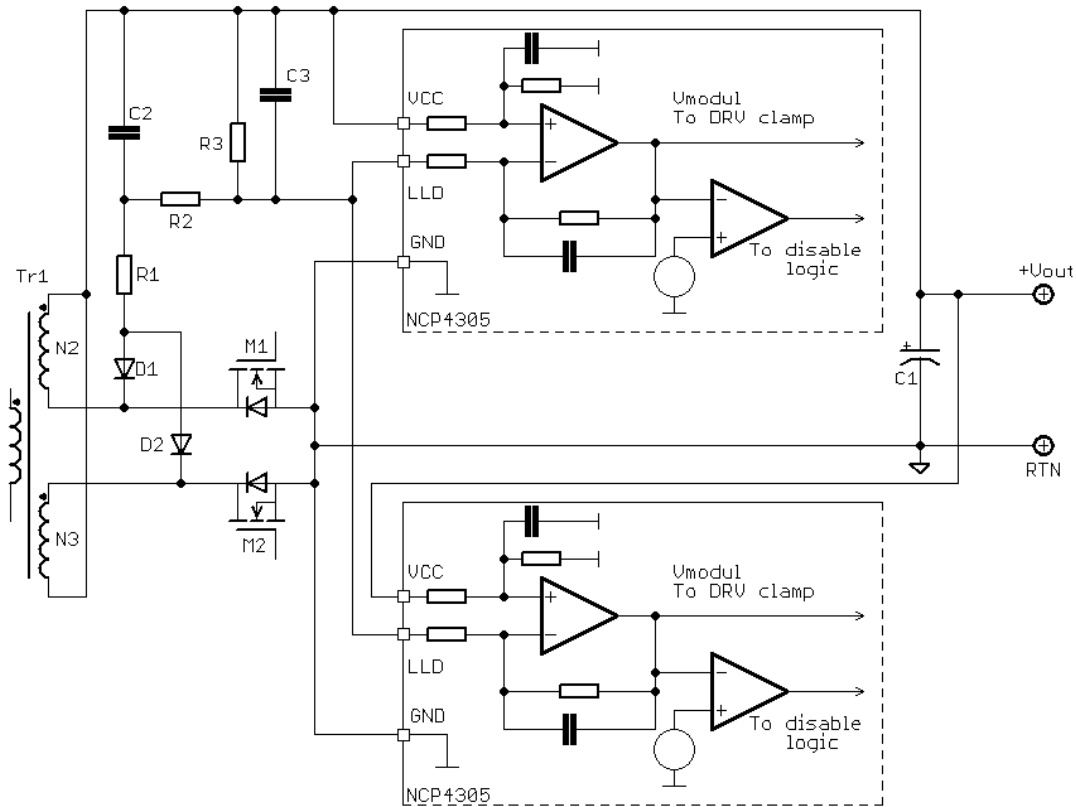 C2
C3
R3
R2
R1
Tr1
N2
D1
M1
D2
N3
M2
VCC
LLD
GND
NCP4305
+
−
Vmodul
To DRV clamp
−
+
To disable
logic
+Vout
+
C1
RTN
VCC
LLD
GND
NCP4305
+
−
Vmodul
To DRV clamp
−
+
To disable
logic